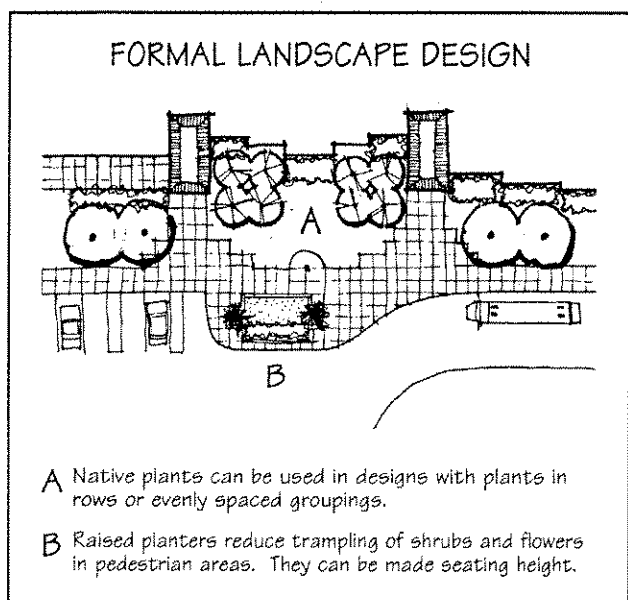 FORMAL LANDSCAPE DESIGN
A
B
A Native plants can be used in designs with plants in
rows or evenly spaced groupings.
B Raised planters reduce trampling of shrubs and flowers
in pedestrian areas. They can be made seating height.